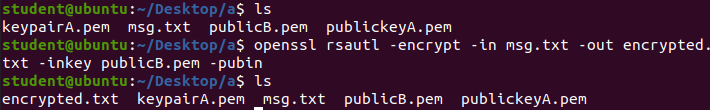 student@ubuntu:~/Desktop/a$ ls
keypairA.pem  msg.txt  publicB.pem  publickeyA.pem
student@ubuntu:~/Desktop/a$ openssl rsautl -encrypt -in msg.txt -out encrypted.
txt -inkey publicB.pem -pubin
student@ubuntu:~/Desktop/a$ ls
encrypted.txt  keypairA.pem  msg.txt  publicB.pem  publickeyA.pem